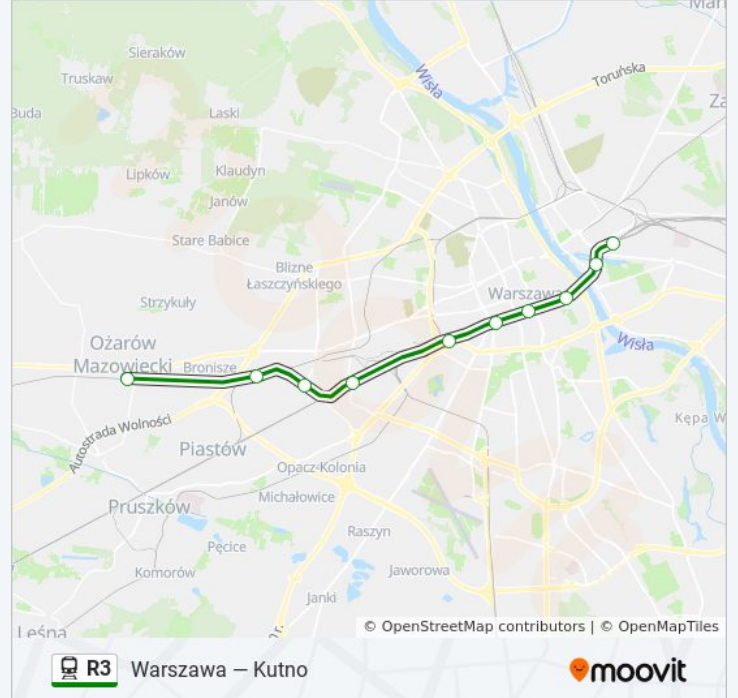 Mar
Sieraków
Truskaw
Wisła
Toruńska
Za
Buda
Laski
Lipków
Klaudyn
Janów
Stare Babice
Blizne
Łaszczyńskiego
Warszawa
Strzykuły
Ożarów
Mazowiecki
Bronisze
Wisła
Autostrada Wolności
Kępa W
Piastów
Opacz-Kolonia
Michałowice
Pruszków
Raszyn
Pęcice
Komorów
Jaworowa
Janki
Leśna
© OpenStreetMap contributors | © OpenMapTiles
R3 Warszawa — Kutno
moovit